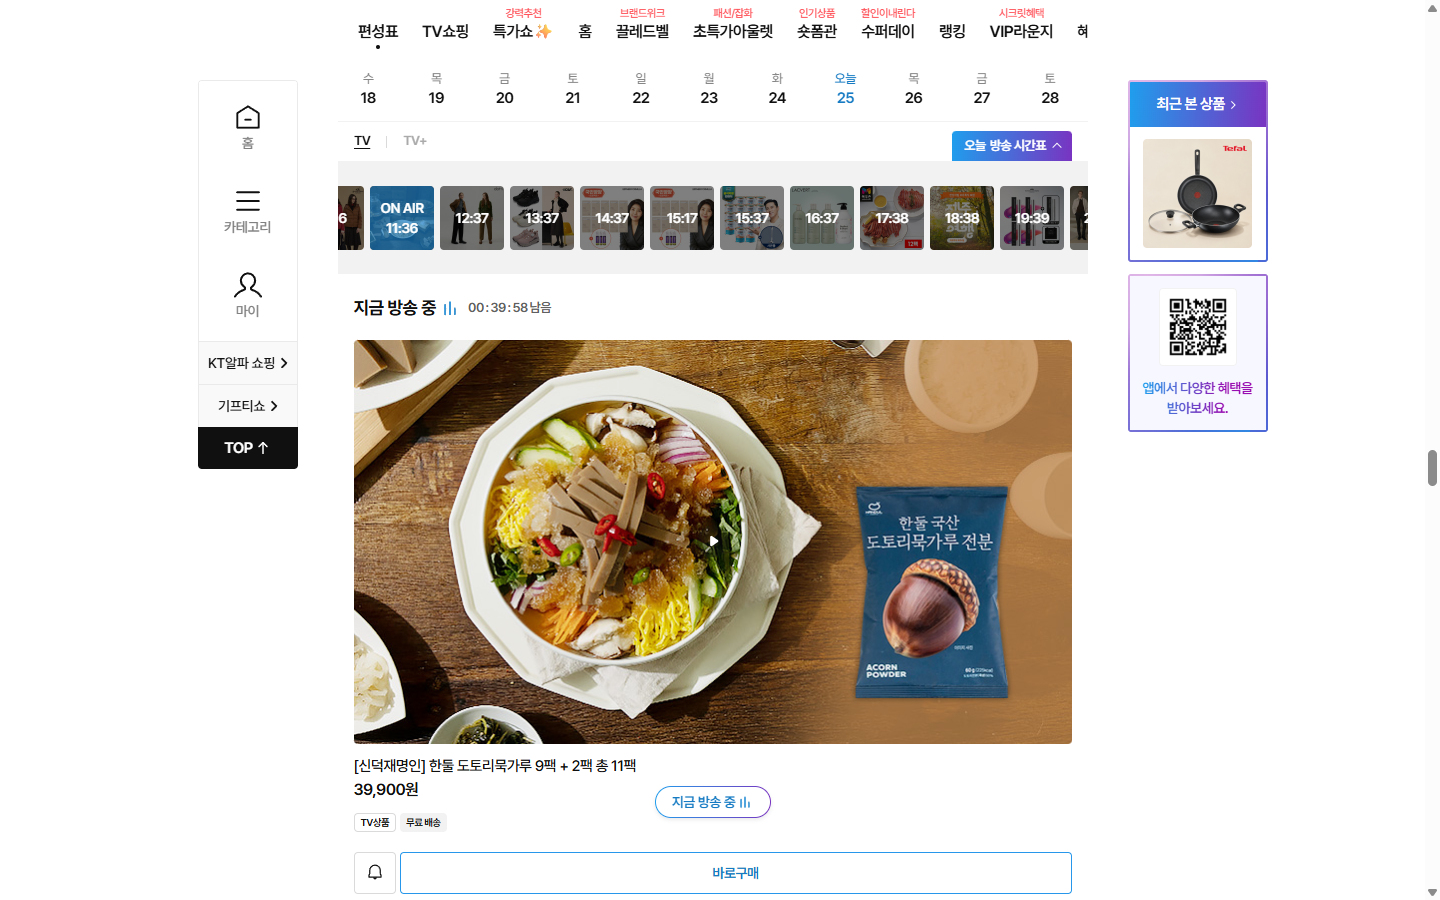 강력추천
브랜드위크
패션/잡화
인기상품
할인이내린다
시크릿혜택
편성표
TV쇼핑
특가쇼✨
홈
끌레드벨
초특가아울렛
숏폼관
수퍼데이
랭킹
VIP라운지
수
목
금
토
일
월
화
오늘
목
금
토
18
19
20
21
22
23
24
25
26
27
28
TV
TV+
오늘 방송 시간표
6
ON AIR
11:36
12:37
13:37
14:37
15:17
15:37
16:37
17:38
18:38
19:39
지금 방송 중
00:39:58남음
한둘 국산
도토리묵가루 전분
ACORN
POWDER
[신덕재명인] 한둘 도토리묵가루 9팩 + 2팩 총 11팩
39,900원
지금 방송 중
TV상품
무료배송
바로구매
홈
카테고리
마이
KT알파 쇼핑
기프티쇼
TOP ↑
최근 본 상품
Tefal
앱에서 다양한 혜택을
받아보세요.